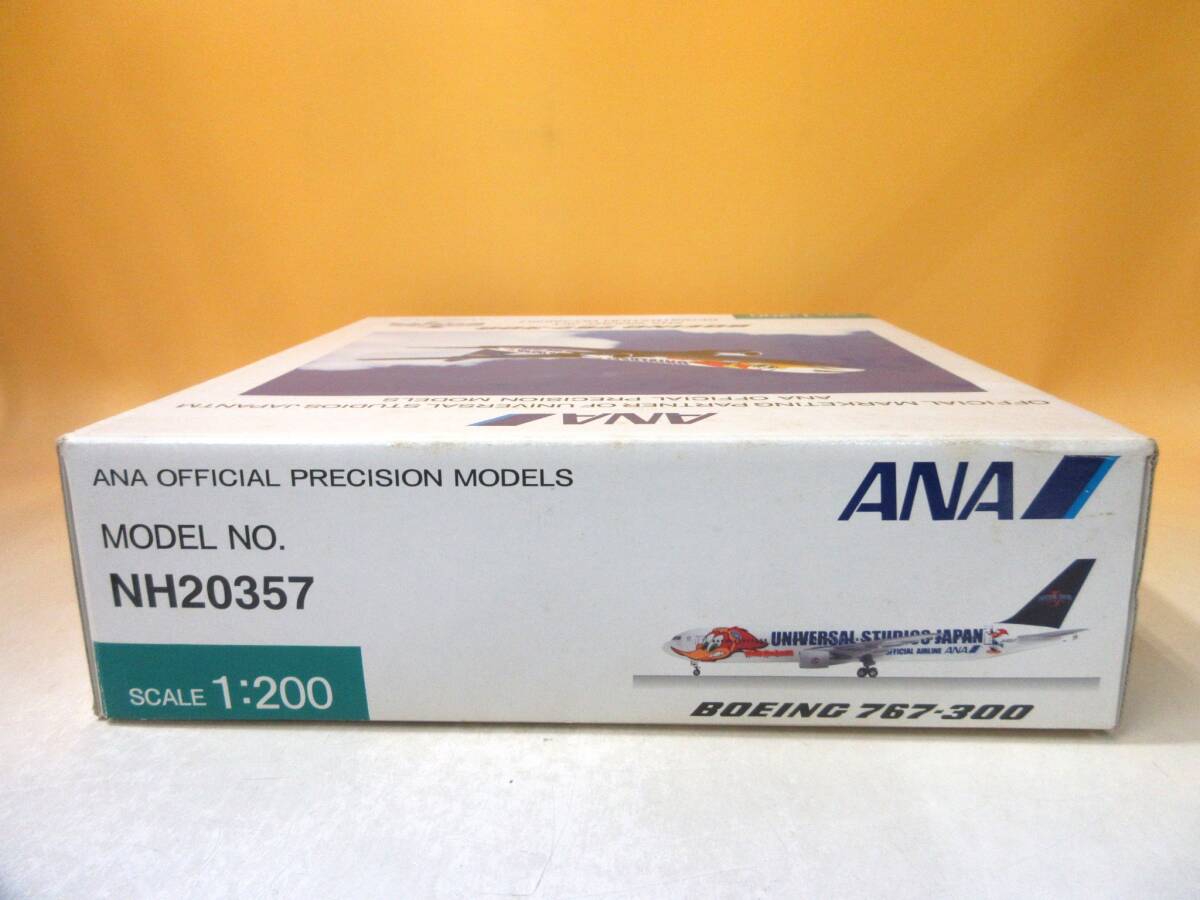 OFFICIAL MARKETING PARTNER OF UNIVERSAL STUDIOS JAPANTM
ANA OFFICIAL PRECISION MODELS
ANA
ANA OFFICIAL PRECISION MODELS
ANA
MODEL NO.
NH20357
UNIVERSAL STUDIOS JAPAN
OFFICIAL AIRLINE ANA
SCALE 1:200
BOEING 767-300